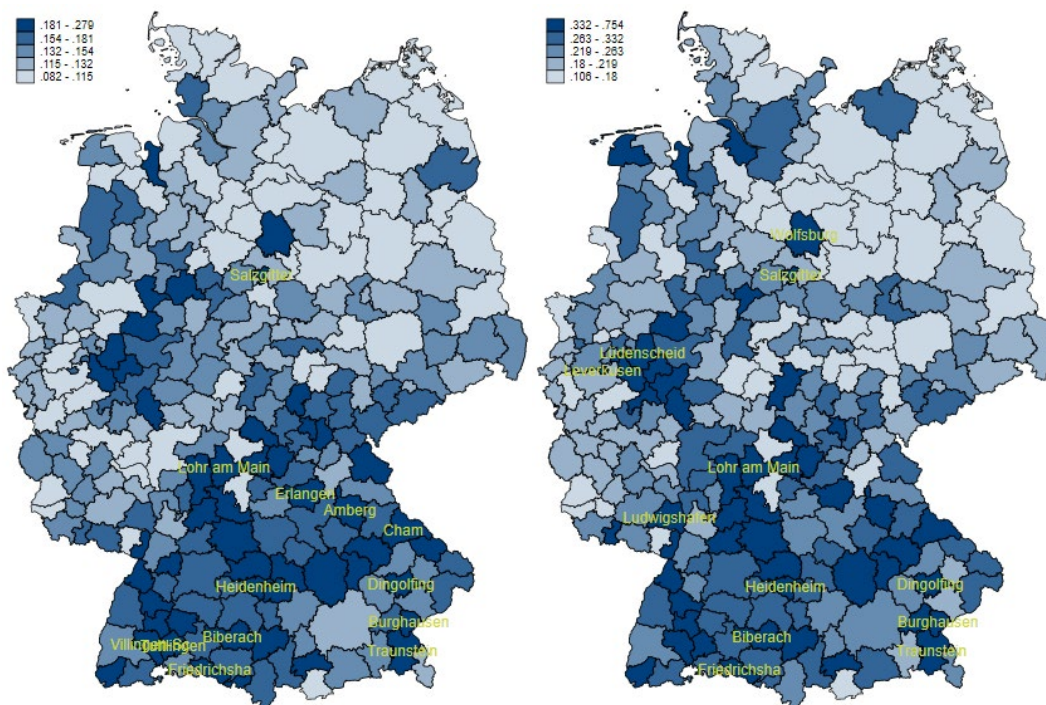 .181 - .279
.154 - .181
.132 - .154
.115 - .132
.082 - .115
Salzgitter
Lohr am Main
Erlangen
Amberg
Cham
Heidenheim
Dingolfing
Burghausen
Biberach
Traunstein
Friedrichsha
.332 - .754
.263 - .332
.219 - .263
.18 - .219
.106 - .18
Wolfsburg
Salzgitter
Lüdenscheid
Leverkusen
Lohr am Main
Ludwigshafen
Heidenheim
Dingolfing
Burghausen
Biberach
Traunstein
Friedrichsha